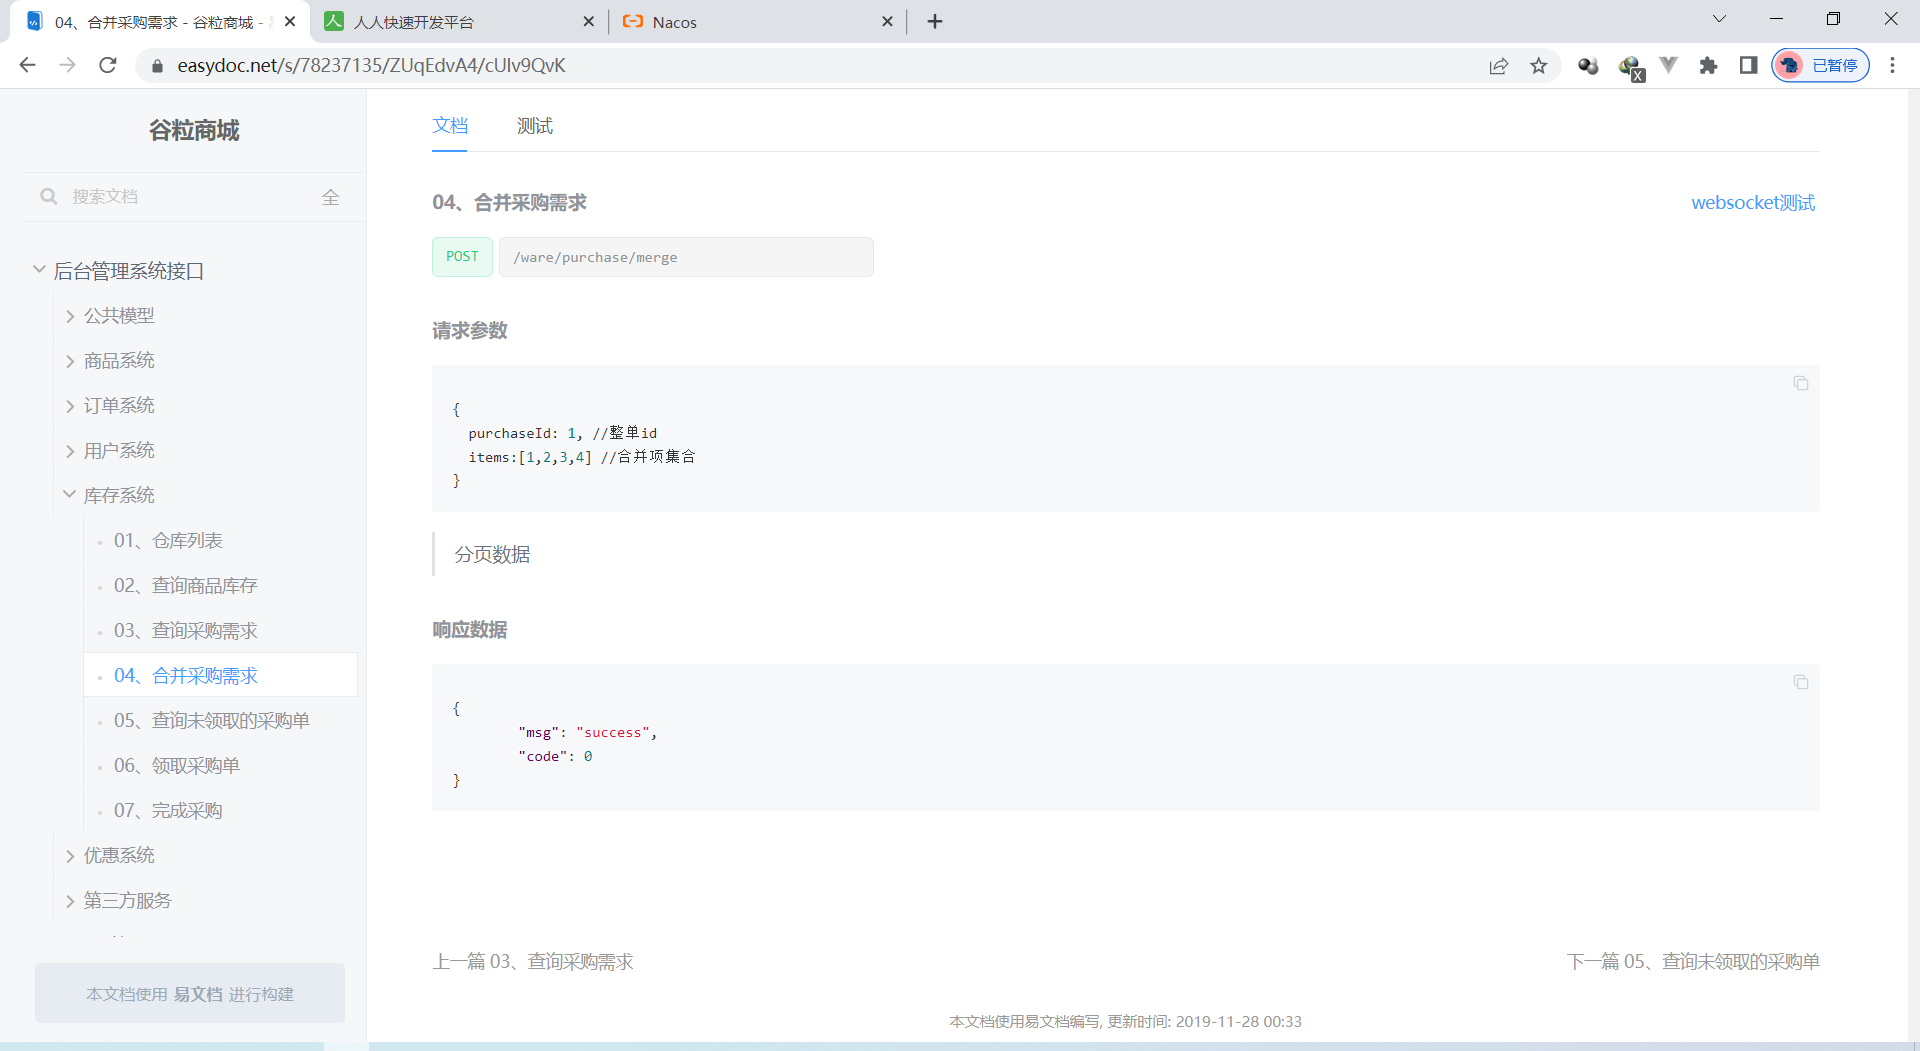 04、合并采购需求 - 谷粒商城 -
人人快速开发平台
Nacos
easydoc.net/s/78237135/ZUqEdvA4/cUlv9QvK
已暂停
谷粒商城
搜索文档
全
后台管理系统接口
公共模型
商品系统
订单系统
用户系统
库存系统
01、仓库列表
02、查询商品库存
03、查询采购需求
04、合并采购需求
05、查询未领取的采购单
06、领取采购单
07、完成采购
优惠系统
第三方服务
本文档使用 易文档 进行构建
文档
测试
04、合并采购需求
websocket测试
POST
/ware/purchase/merge
请求参数
{
purchaseId: 1, //整单id
items:[1,2,3,4] //合并项集合
}
分页数据
响应数据
{
"msg": "success",
"code": 0
}
上一篇 03、查询采购需求
下一篇 05、查询未领取的采购单
本文档使用易文档编写, 更新时间: 2019-11-28 00:33